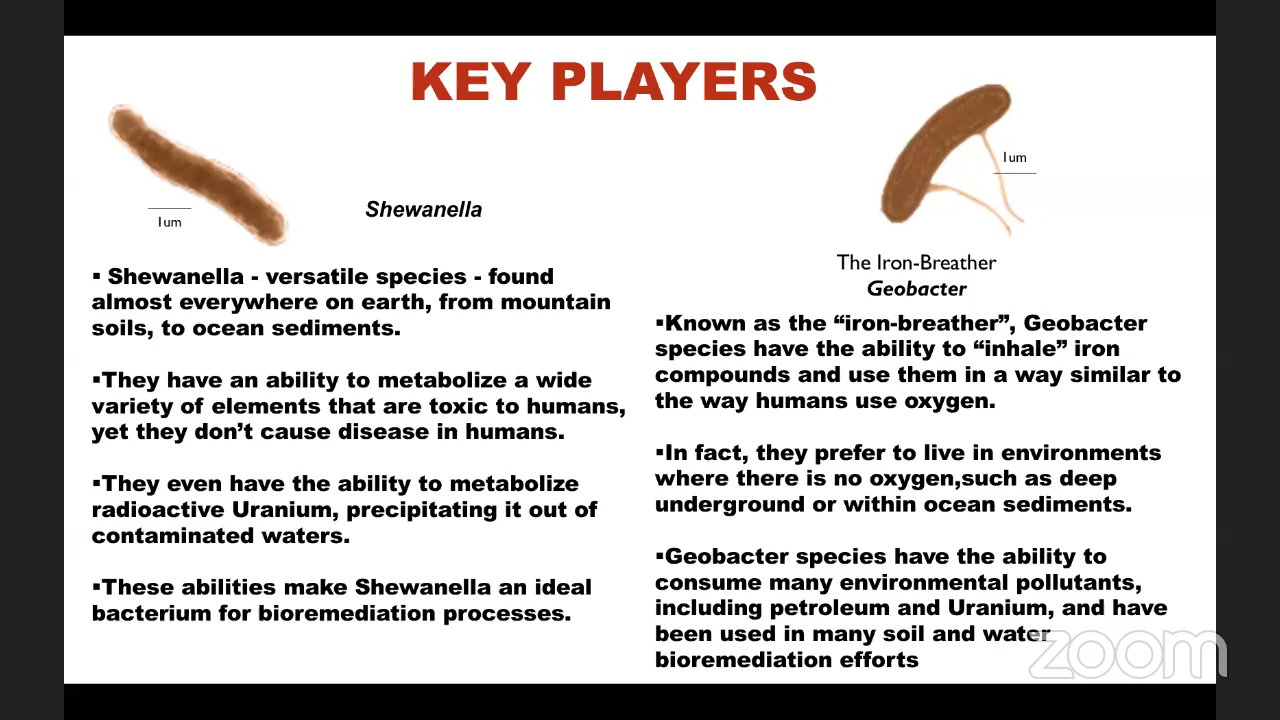 KEY PLAYERS
1um
Shewanella
▪ Shewanella - versatile species - found
almost everywhere on earth, from mountain
soils, to ocean sediments.
▪They have an ability to metabolize a wide
variety of elements that are toxic to humans,
yet they don’t cause disease in humans.
▪They even have the ability to metabolize
radioactive Uranium, precipitating it out of
contaminated waters.
▪These abilities make Shewanella an ideal
bacterium for bioremediation processes.
1um
The Iron-Breather
Geobacter
▪Known as the “iron-breather”, Geobacter
species have the ability to “inhale” iron
compounds and use them in a way similar to
the way humans use oxygen.
▪In fact, they prefer to live in environments
where there is no oxygen,such as deep
underground or within ocean sediments.
▪Geobacter species have the ability to
consume many environmental pollutants,
including petroleum and Uranium, and have
been used in many soil and water
bioremediation efforts
zoom